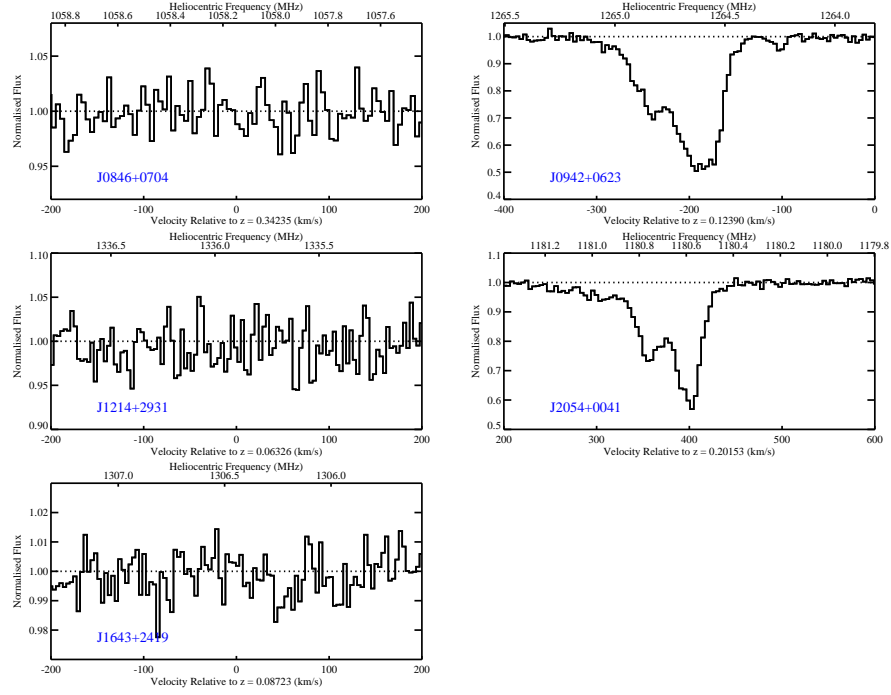 Heliocentric Frequency (MHz)
1058.8 1058.6 1058.4 1058.2 1058.0 1057.8 1057.6
1.05
1.00
0.95
Normalised Flux
J0846+0704
-200 -100 0 100 200
Velocity Relative to z = 0.34235 (km/s)
Heliocentric Frequency (MHz)
1265.5 1265.0 1264.5 1264.0
1.0
0.9
0.8
0.7
0.6
0.5
0.4
Normalised Flux
J0942+0623
-400 -300 -200 -100 0
Velocity Relative to z = 0.12390 (km/s)
Heliocentric Frequency (MHz)
1336.5 1336.0 1335.5
1.10
1.05
1.00
0.95
0.90
Normalised Flux
J1214+2931
-200 -100 0 100 200
Velocity Relative to z = 0.06326 (km/s)
Heliocentric Frequency (MHz)
1181.2 1181.0 1180.8 1180.6 1180.4 1180.2 1180.0 1179.8
1.1
1.0
0.9
0.8
0.7
0.6
0.5
Normalised Flux
J2054+0041
200 300 400 500 600
Velocity Relative to z = 0.20153 (km/s)
Heliocentric Frequency (MHz)
1307.0 1306.5 1306.0
1.02
1.01
1.00
0.99
0.98
Normalised Flux
J1643+2419
-200 -100 0 100 200
Velocity Relative to z = 0.08723 (km/s)